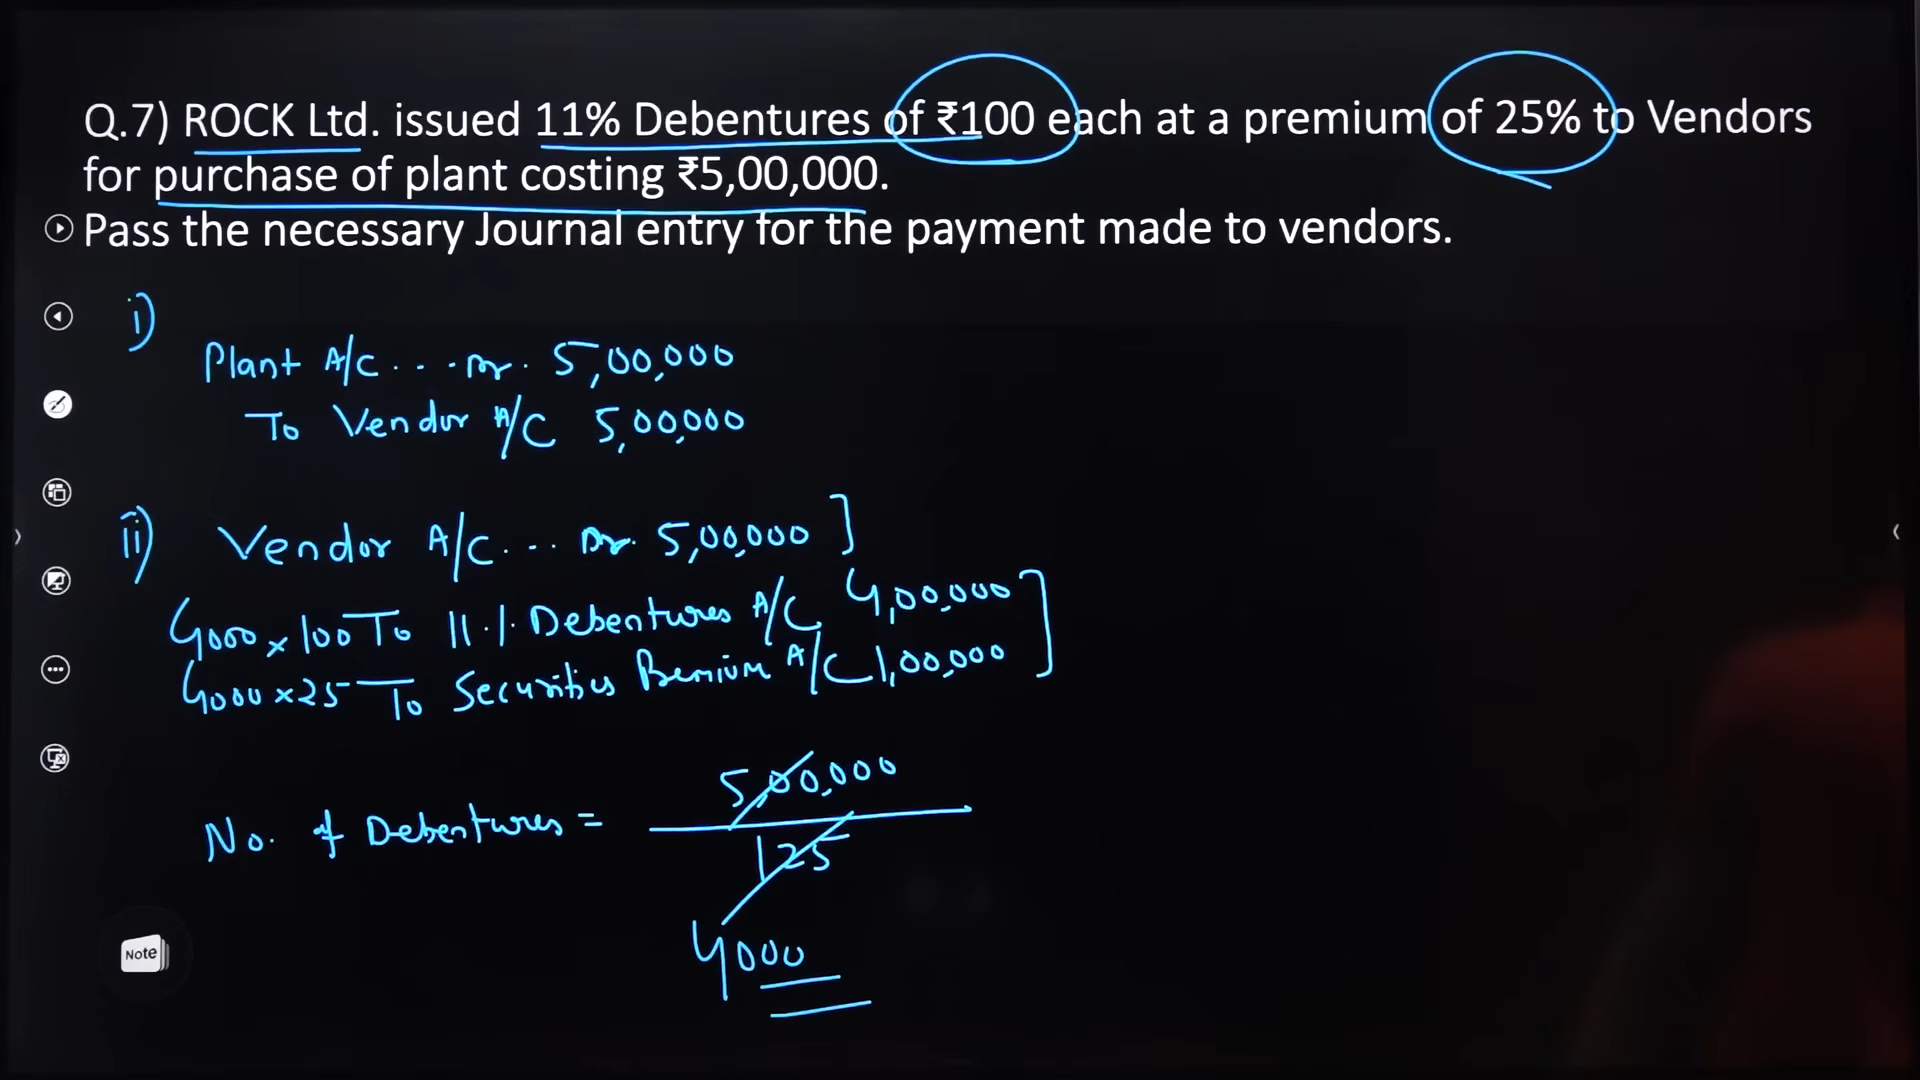 Q.7) ROCK Ltd. issued 11% Debentures of ₹100 each at a premium of 25% to Vendors
for purchase of plant costing ₹5,00,000.
Pass the necessary Journal entry for the payment made to vendors.
i)
Plant A/C ... Dr. 5,00,000
To Vendor A/C 5,00,000
ii) Vendor A/C ... Dr. 5,00,000 ]
4000 × 100 To 11% Debentures A/C 4,00,000 ]
4000 × 25 To Securities Premium A/C 1,00,000
5,00,000
No. of Debentures =
125
4000
Note